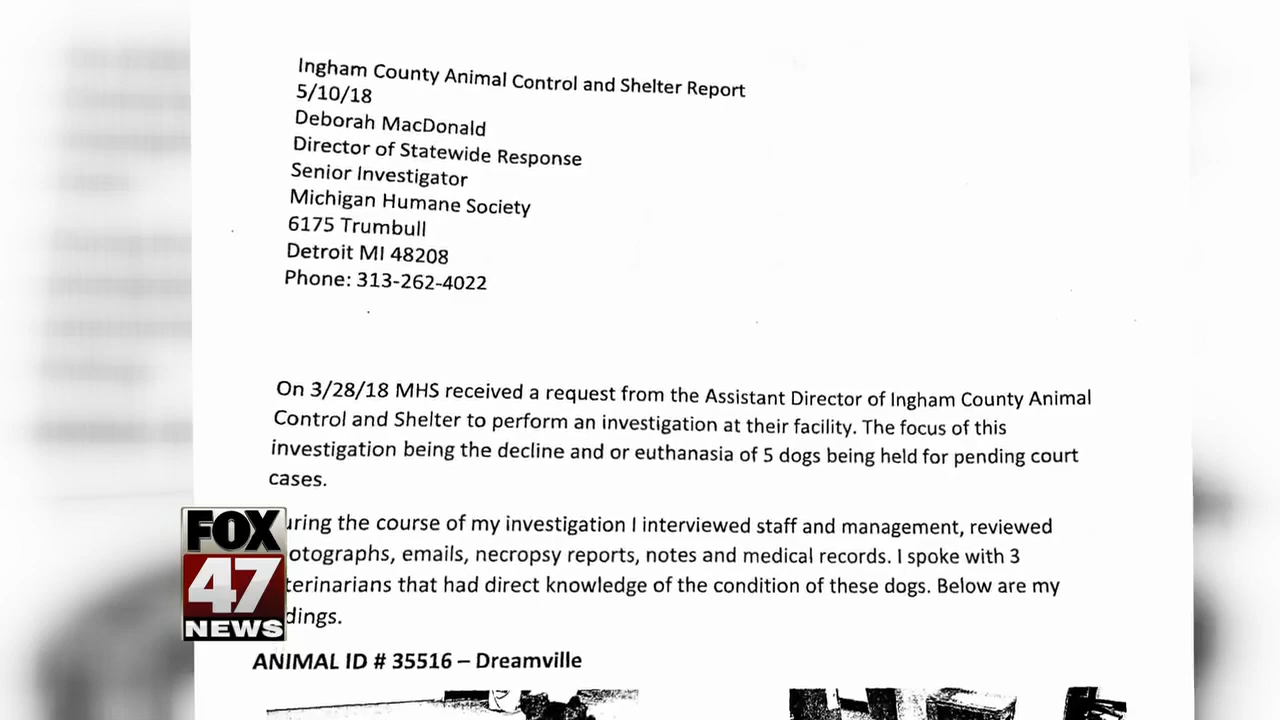 Ingham County Animal Control and Shelter Report
5/10/18
Deborah MacDonald
Director of Statewide Response
Senior Investigator
Michigan Humane Society
6175 Trumbull
Detroit MI 48208
Phone: 313-262-4022
On 3/28/18 MHS received a request from the Assistant Director of Ingham County Animal
Control and Shelter to perform an investigation at their facility. The focus of this
investigation being the decline and or euthanasia of 5 dogs being held for pending court
cases.
uring the course of my investigation I interviewed staff and management, reviewed
otographs, emails, necropsy reports, notes and medical records. I spoke with 3
terinarians that had direct knowledge of the condition of these dogs. Below are my
dings.
ANIMAL ID # 35516 – Dreamville
FOX
47
NEWS